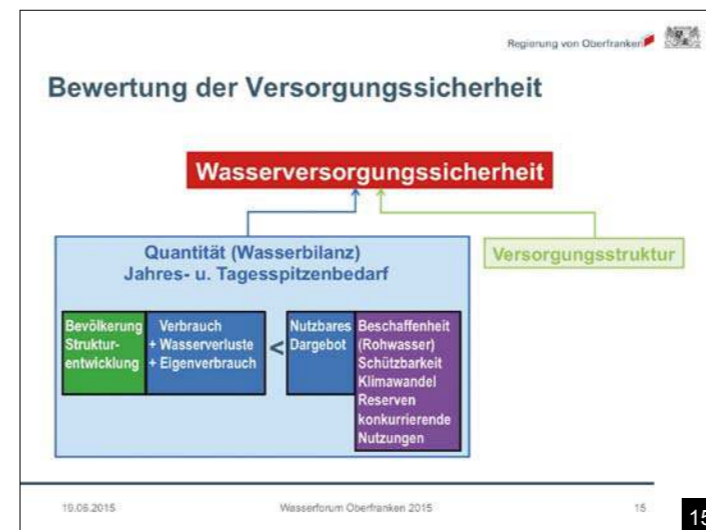 Regierung von Oberfranken
Bewertung der Versorgungssicherheit
Wasserversorgungssicherheit
Quantität (Wasserbilanz)
Jahres- u. Tagesspitzenbedarf
Versorgungsstruktur
Bevölkerung
Struktur-
entwicklung
Verbrauch
+ Wasserverluste
+ Eigenverbrauch
<
Nutzbares
Dargebot
Beschaffenheit
(Rohwasser)
Schützbarkeit
Klimawandel
Reserven
konkurrierende
Nutzungen
19.06.2015
Wasserforum Oberfranken 2015
15
15